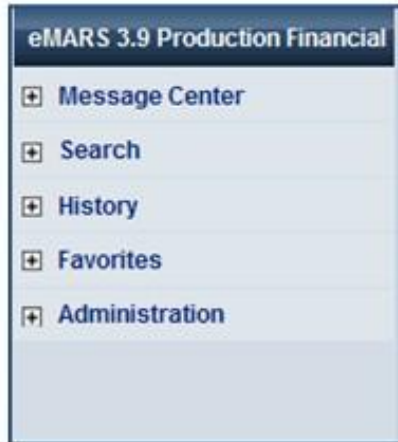 eMARS 3.9 Production Financial
Message Center
Search
History
Favorites
Administration